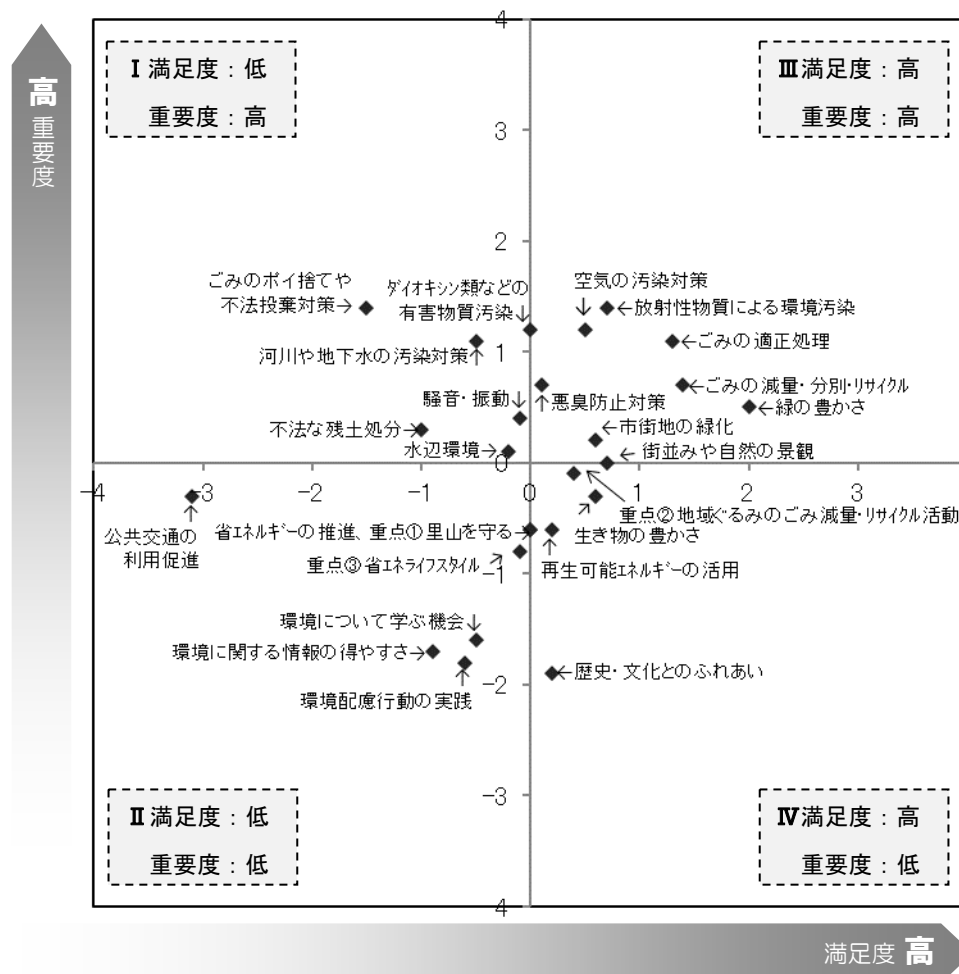 高
重要度
Ⅰ 満足度：低
重要度：高
Ⅲ満足度：高
重要度：高
4
3
2
1
0
-4
-3
-2
-1
0
1
2
3
-1
-2
-3
4
ごみのポイ捨てや
不法投棄対策→
ﾀﾞｲｵｷｼﾝ類などの
有害物質汚染↓
空気の汚染対策
↓
←放射性物質による環境汚染
←ごみの適正処理
河川や地下水の汚染対策↑
←ごみの減量・分別・ﾘｻｲｸﾙ
←緑の豊かさ
騒音・振動↓
↑悪臭防止対策
不法な残土処分→
市街地の緑化
水辺環境→
←街並みや自然の景観
重点②地域ぐるみのごみ減量・ﾘｻｲｸﾙ活動
↑
公共交通の
利用促進
省ｴﾈﾙｷﾞｰの推進、重点①里山を守る→
生き物の豊かさ
重点③省ｴﾈﾗｲﾌｽﾀｲﾙ
↑
再生可能ｴﾈﾙｷﾞｰの活用
環境について学ぶ機会↓
環境に関する情報の得やすさ→
←歴史・文化とのふれあい
↑
環境配慮行動の実践
Ⅱ 満足度：低
重要度：低
Ⅳ満足度：高
重要度：低
満足度 高